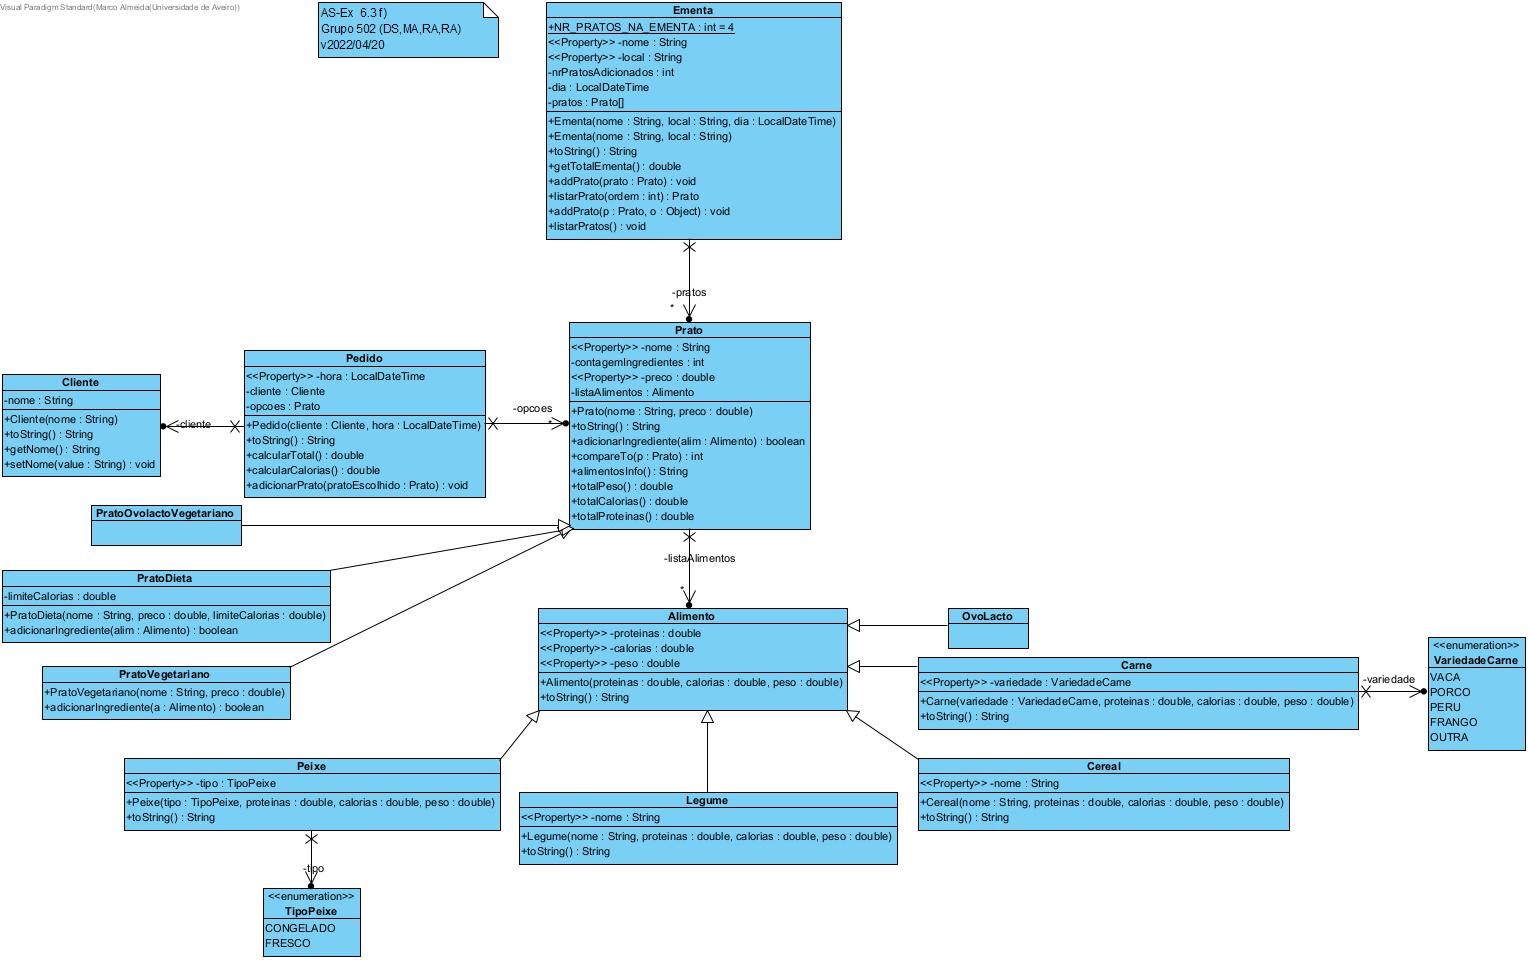 Visual Paradigm Standard(Marco Almeida(Universidade de Aveiro))
AS-Ex 6.3 f)
Grupo 502 (DS,MA,RA,RA)
v2022/04/20
Ementa
+NR_PRATOS_NA_EMENTA : int = 4
<<Property>> -nome : String
<<Property>> -local : String
-nrPratosAdicionados : int
-dia : LocalDateTime
-pratos : Prato[]
+Ementa(nome : String, local : String, dia : LocalDateTime)
+Ementa(nome : String, local : String)
+toString() : String
+getTotalEmenta() : double
+addPrato(prato : Prato) : void
+listarPrato(ordem : int) : Prato
+addPrato(p : Prato, o : Object) : void
+listarPratos() : void
-pratos
*
Prato
<<Property>> -nome : String
-contagemIngredientes : int
<<Property>> -preco : double
-listaAlimentos : Alimento
+Prato(nome : String, preco : double)
+toString() : String
+adicionarIngrediente(alim : Alimento) : boolean
+compareTo(p : Prato) : int
+alimentosInfo() : String
+totalPeso() : double
+totalCalorias() : double
+totalProteinas() : double
Pedido
<<Property>> -hora : LocalDateTime
-cliente : Cliente
-opcoes : Prato
+Pedido(cliente : Cliente, hora : LocalDateTime)
+toString() : String
+calcularTotal() : double
+calcularCalorias() : double
+adicionarPrato(pratoEscolhido : Prato) : void
-opcoes
*
Cliente
-nome : String
+Cliente(nome : String)
+toString() : String
+getNome() : String
+setNome(value : String) : void
-cliente
PratoOvolactoVegetariano
PratoDieta
-limiteCalorias : double
+PratoDieta(nome : String, preco : double, limiteCalorias : double)
+adicionarIngrediente(alim : Alimento) : boolean
PratoVegetariano
+PratoVegetariano(nome : String, preco : double)
+adicionarIngrediente(a : Alimento) : boolean
-listaAlimentos
*
Alimento
<<Property>> -proteinas : double
<<Property>> -calorias : double
<<Property>> -peso : double
+Alimento(proteinas : double, calorias : double, peso : double)
+toString() : String
OvoLacto
Carne
<<Property>> -variedade : VariedadeCarne
+Carne(variedade : VariedadeCarne, proteinas : double, calorias : double, peso : double)
+toString() : String
-variedade
<<enumeration>>
VariedadeCarne
VACA
PORCO
PERU
FRANGO
OUTRA
Peixe
<<Property>> -tipo : TipoPeixe
+Peixe(tipo : TipoPeixe, proteinas : double, calorias : double, peso : double)
+toString() : String
Legume
<<Property>> -nome : String
+Legume(nome : String, proteinas : double, calorias : double, peso : double)
+toString() : String
Cereal
<<Property>> -nome : String
+Cereal(nome : String, proteinas : double, calorias : double, peso : double)
+toString() : String
-tipo
<<enumeration>>
TipoPeixe
CONGELADO
FRESCO